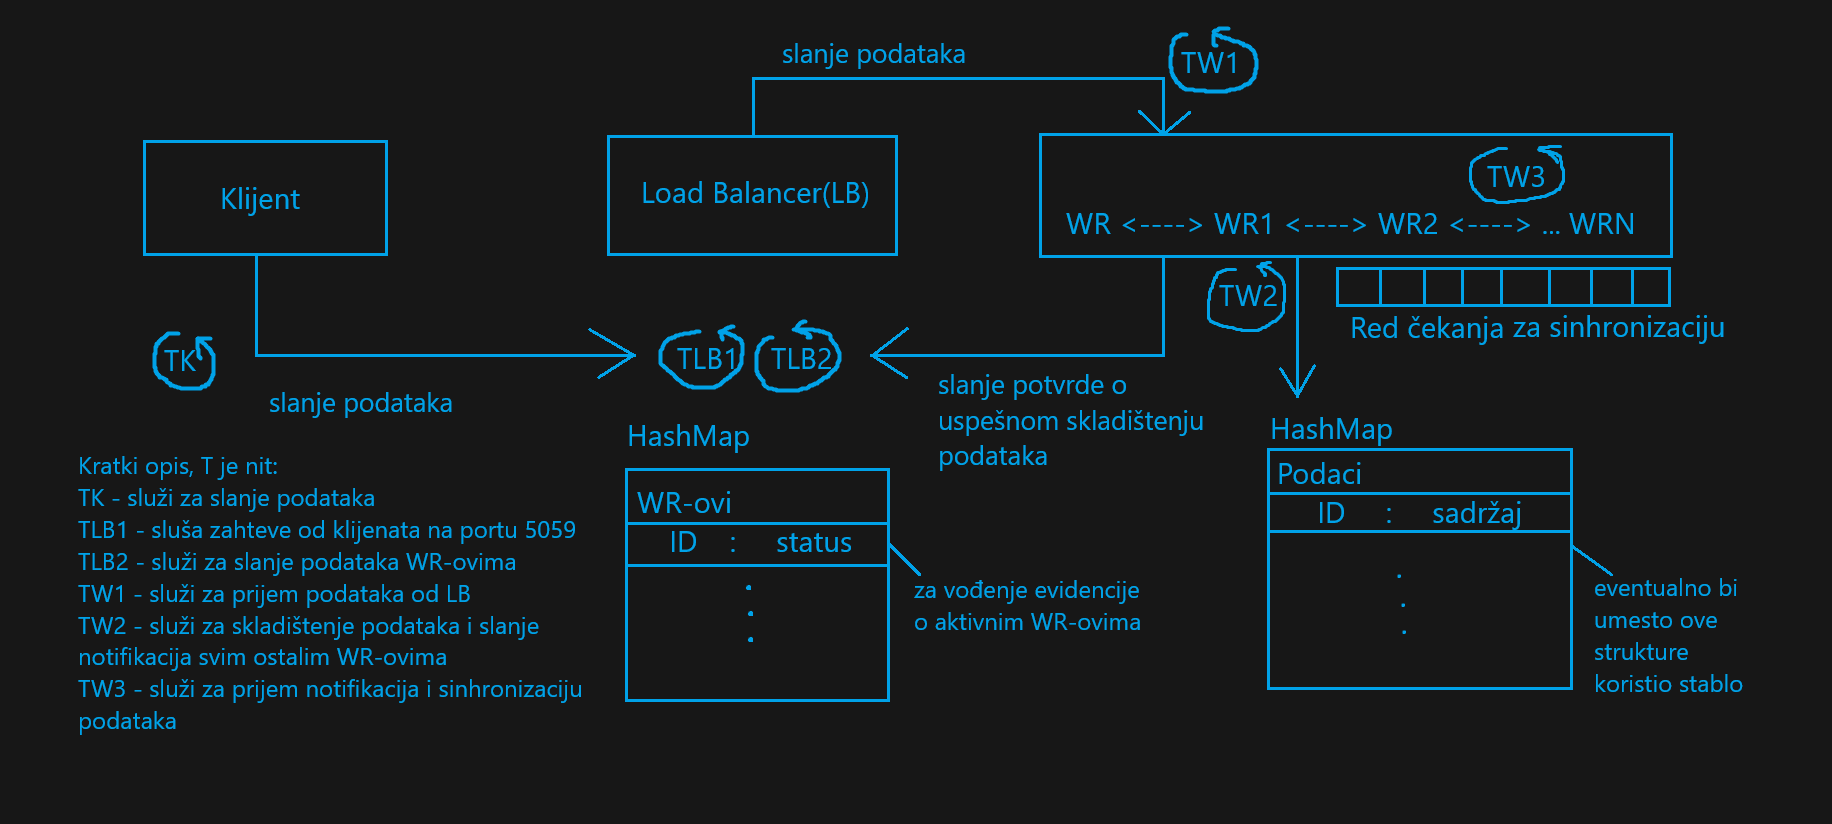 slanje podataka
TW1
Klijent
Load Balancer(LB)
TW3
WR <----> WR1 <----> WR2 <----> ... WRN
TW2
Red čekanja za sinhronizaciju
TK
TLB1
TLB2
slanje podataka
slanje potvrde o
uspešnom skladištenju
podataka
HashMap
WR-ovi
ID : status
za vođenje evidencije
o aktivnim WR-ovima
HashMap
Podaci
ID : sadržaj
eventualno bi
umesto ove
strukture
koristio stablo
Kratki opis, T je nit:
TK - služi za slanje podataka
TLB1 - sluša zahteve od klijenata na portu 5059
TLB2 - služi za slanje podataka WR-ovima
TW1 - služi za prijem podataka od LB
TW2 - služi za skladištenje podataka i slanje
notifikacija svim ostalim WR-ovima
TW3 - služi za prijem notifikacija i sinhronizaciju
podataka